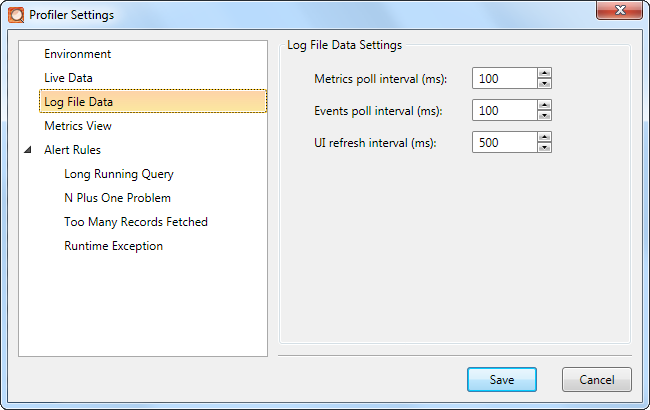 Profiler Settings
Environment
Live Data
Log File Data
Metrics View
Alert Rules
Long Running Query
N Plus One Problem
Too Many Records Fetched
Runtime Exception
Log File Data Settings
Metrics poll interval (ms): 100
Events poll interval (ms): 100
UI refresh interval (ms): 500
Save Cancel